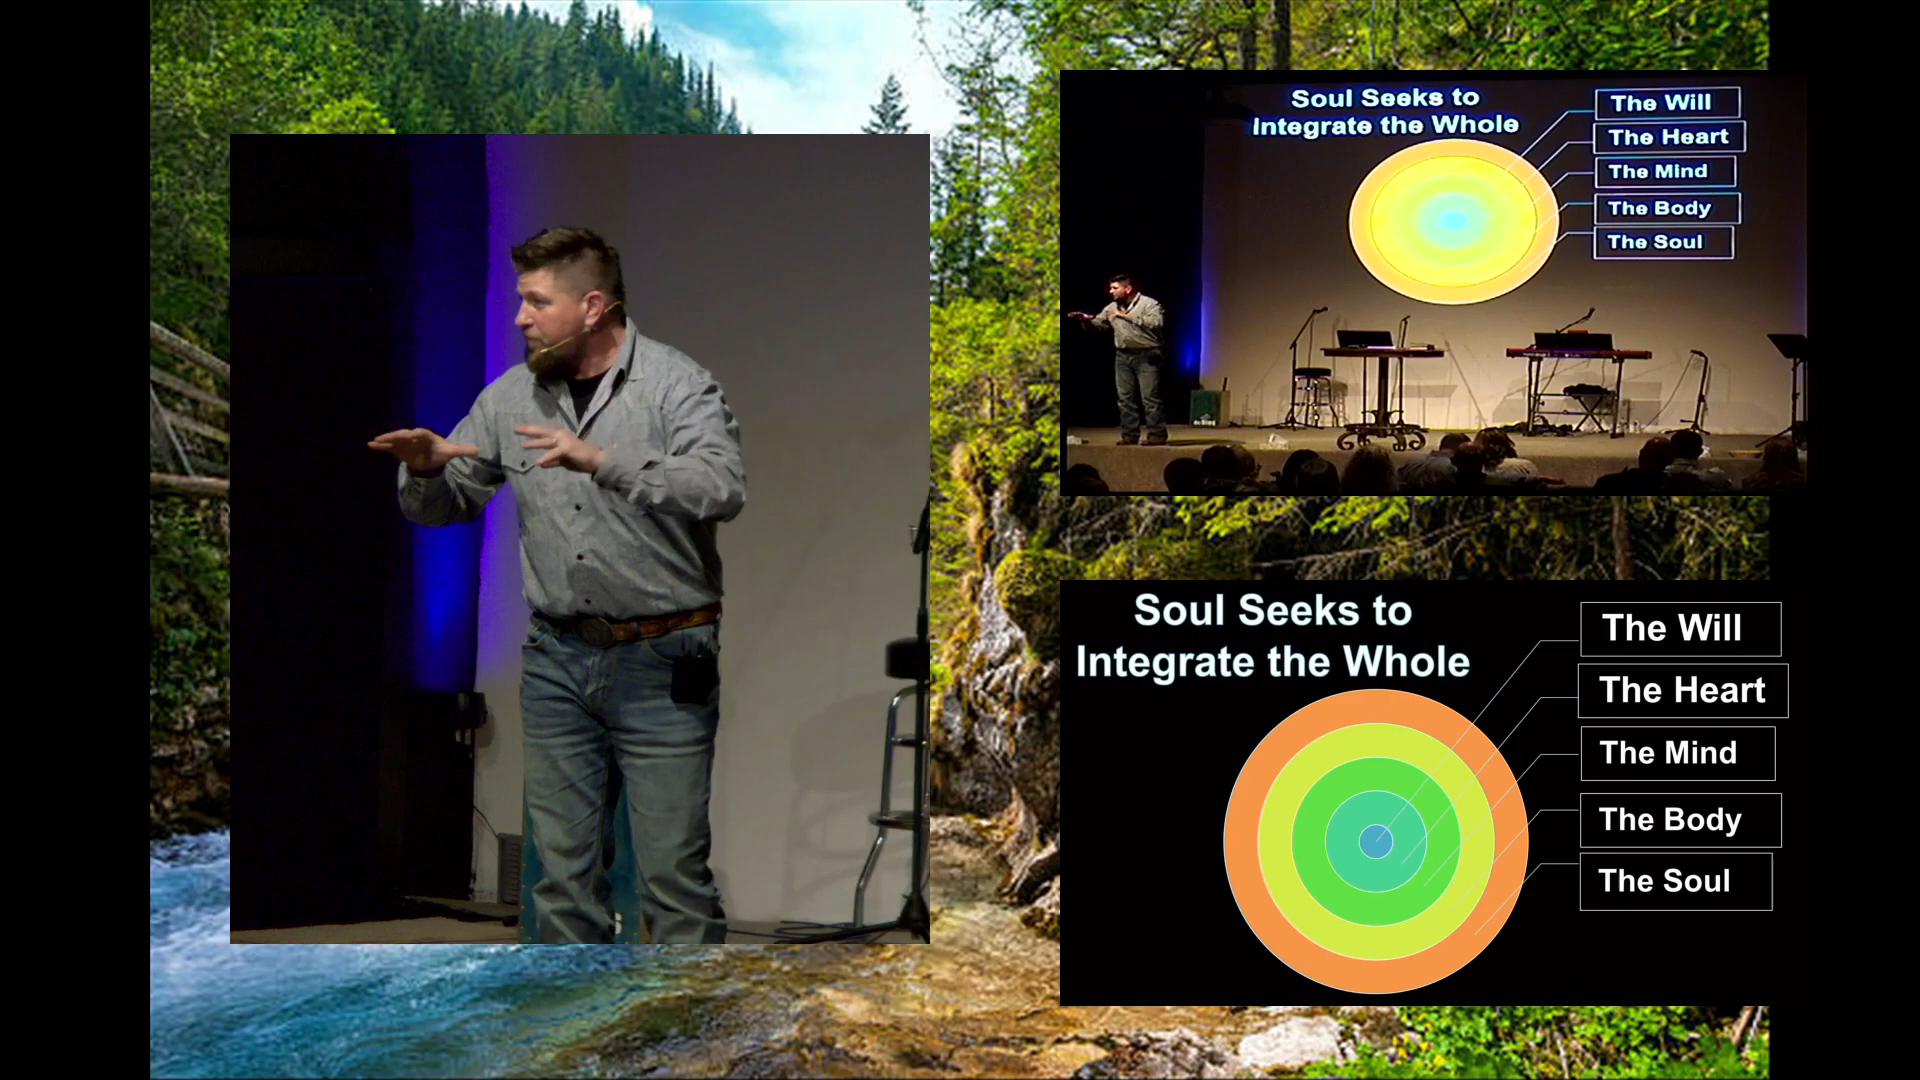 Soul Seeks to
Integrate the Whole
The Will
The Heart
The Mind
The Body
The Soul
Soul Seeks to
Integrate the Whole
The Will
The Heart
The Mind
The Body
The Soul